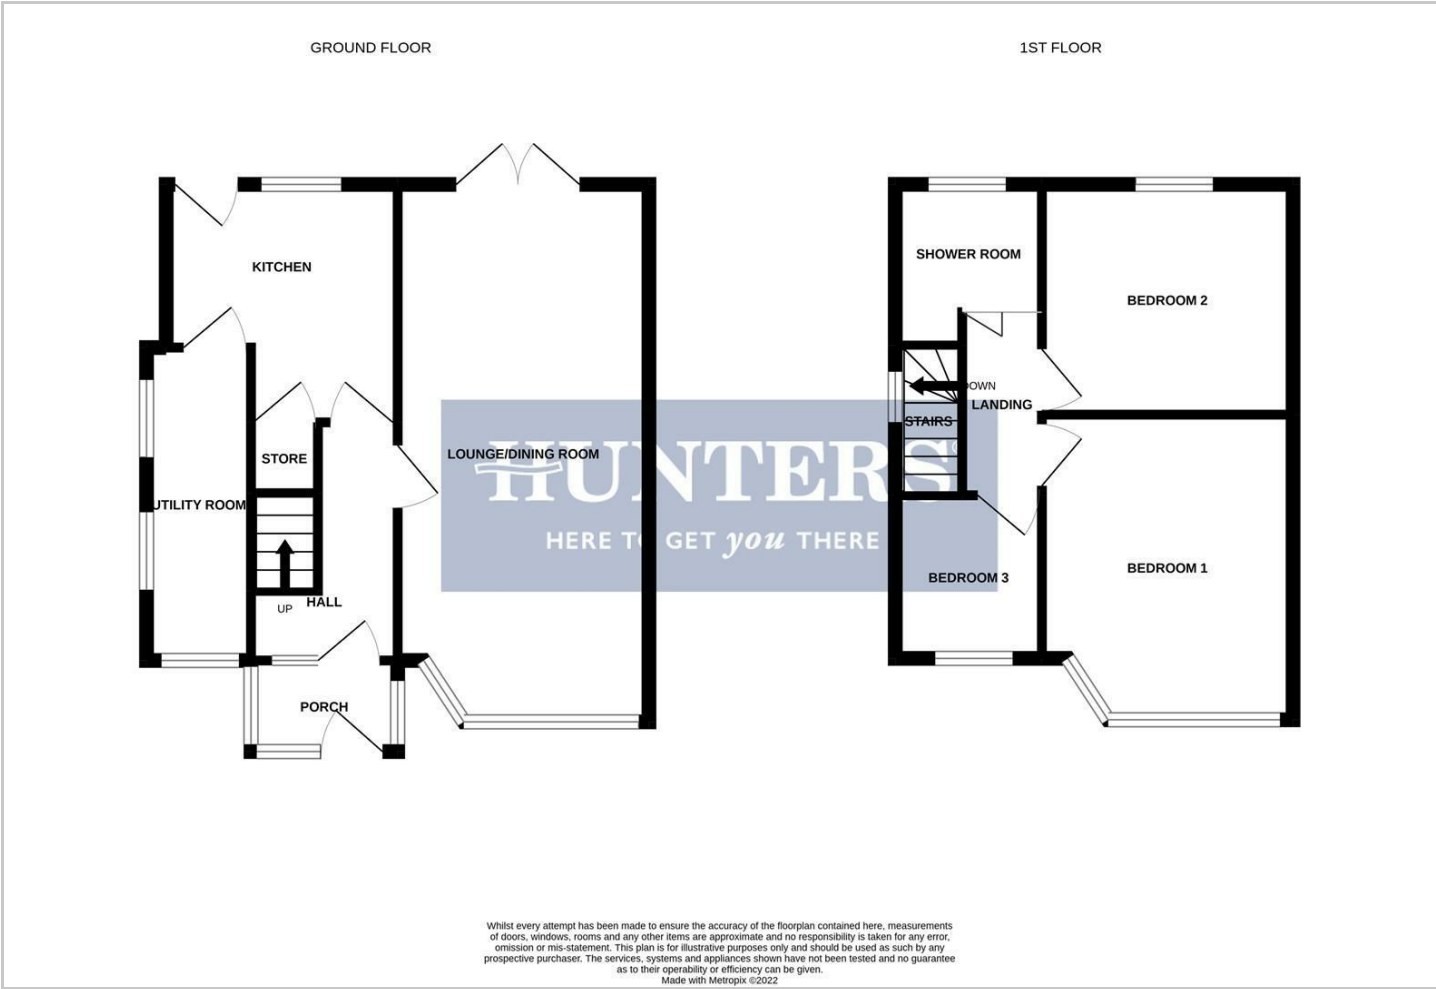 GROUND FLOOR
1ST FLOOR
KITCHEN
SHOWER ROOM
BEDROOM 2
DOWN
LANDING
STAIRS
LOUNGE/DINING ROOM
STORE
UTILITY ROOM
HUNTERS
HERE TO GET you THERE
BEDROOM 3
BEDROOM 1
UP
HALL
PORCH
Whilst every attempt has been made to ensure the accuracy of the floorplan contained here, measurements
of doors, windows, rooms and any other items are approximate and no responsibility is taken for any error,
omission or mis-statement. This plan is for illustrative purposes only and should be used as such by any
prospective purchaser. The services, systems and appliances shown have not been tested and no guarantee
as to their operability or efficiency can be given.
Made with Metropix ©2022